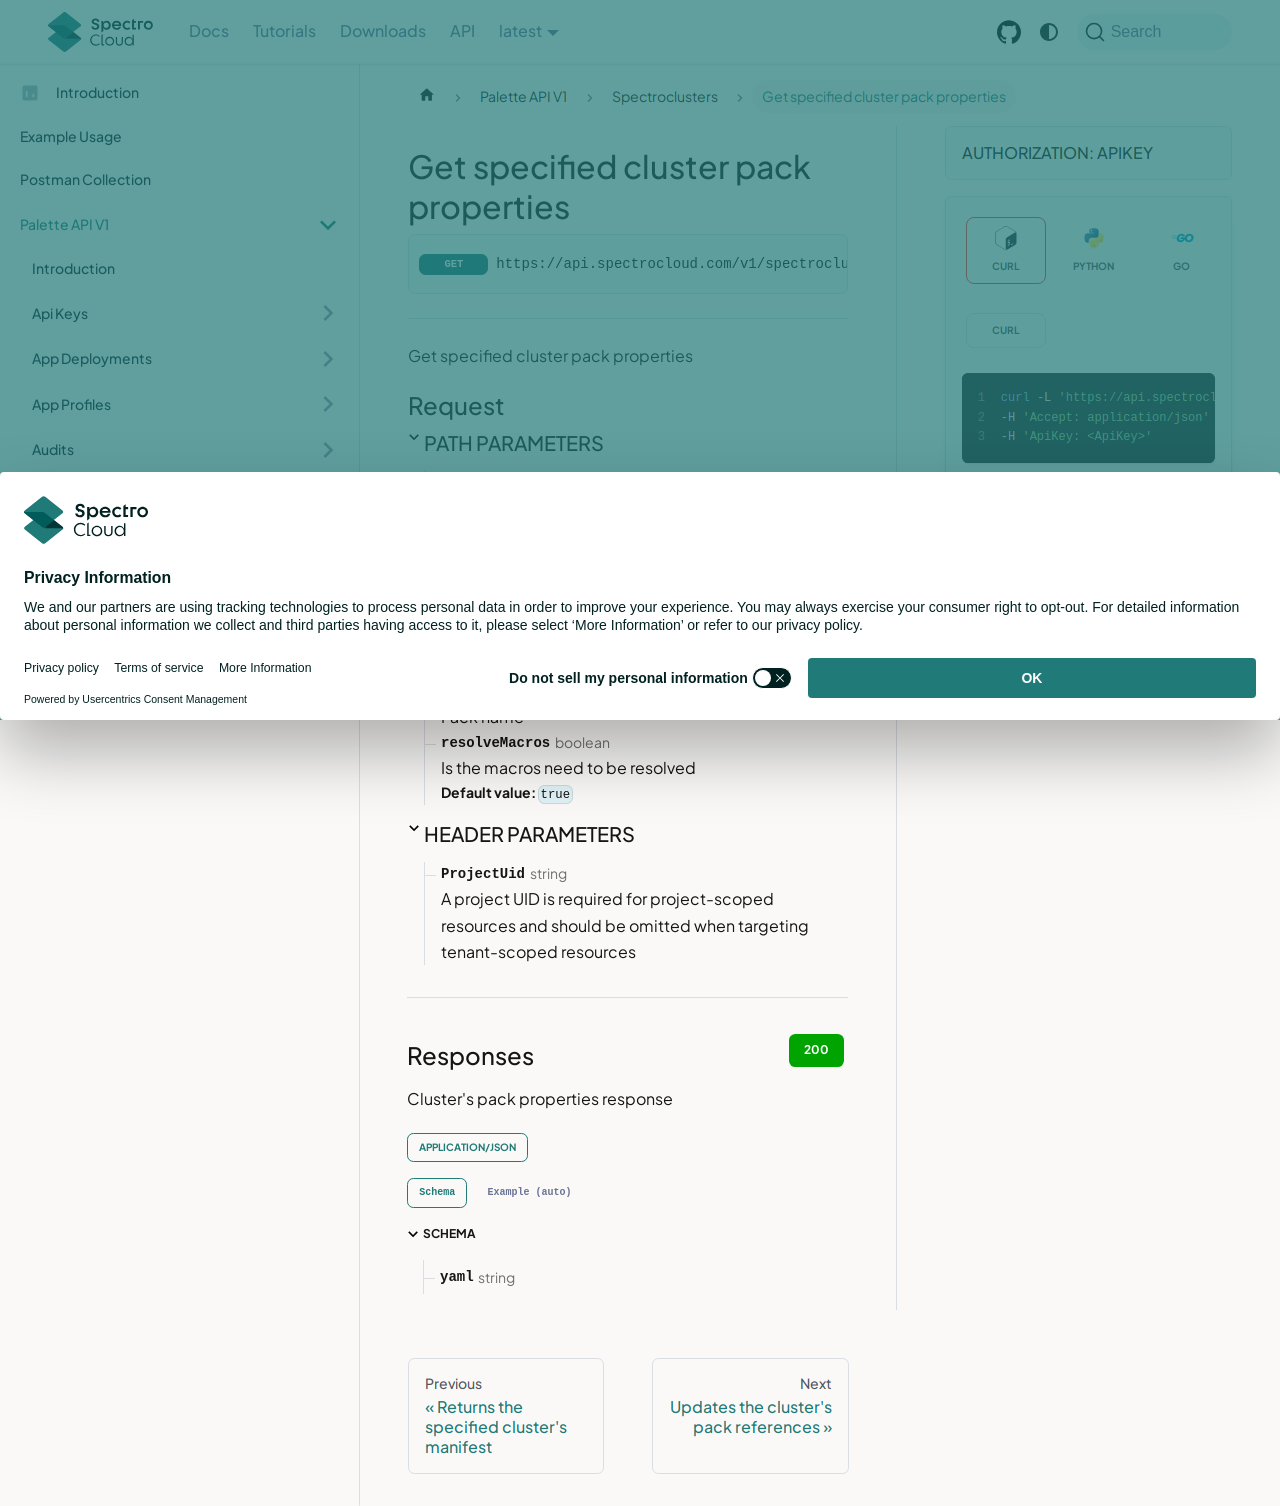 Spectro
Cloud
Docs
Tutorials
Downloads
API
latest
Search
Introduction
Example Usage
Postman Collection
Palette API V1
Introduction
Api Keys
App Deployments
App Profiles
Audits
Palette API V1
Spectroclusters
Get specified cluster pack properties
Get specified cluster pack
properties
GET
https://api.spectrocloud.com/v1/spectroclu
Get specified cluster pack properties
Request
PATH PARAMETERS
AUTHORIZATION: APIKEY
CURL
PYTHON
GO
CURL
1 curl -L 'https://api.spectrocl
2 -H 'Accept: application/json'
3 -H 'ApiKey: <ApiKey>'
Spectro
Cloud
Privacy Information
We and our partners are using tracking technologies to process personal data in order to improve your experience. You may always exercise your consumer right to opt-out. For detailed information
about personal information we collect and third parties having access to it, please select ‘More Information’ or refer to our privacy policy.
Privacy policy
Terms of service
More Information
Powered by Usercentrics Consent Management
Do not sell my personal information
OK
resolveMacros boolean
Is the macros need to be resolved
Default value: true
HEADER PARAMETERS
ProjectUid string
A project UID is required for project-scoped
resources and should be omitted when targeting
tenant-scoped resources
Responses
200
Cluster's pack properties response
APPLICATION/JSON
Schema
Example (auto)
SCHEMA
yaml string
Previous
« Returns the
specified cluster's
manifest
Next
Updates the cluster's
pack references »